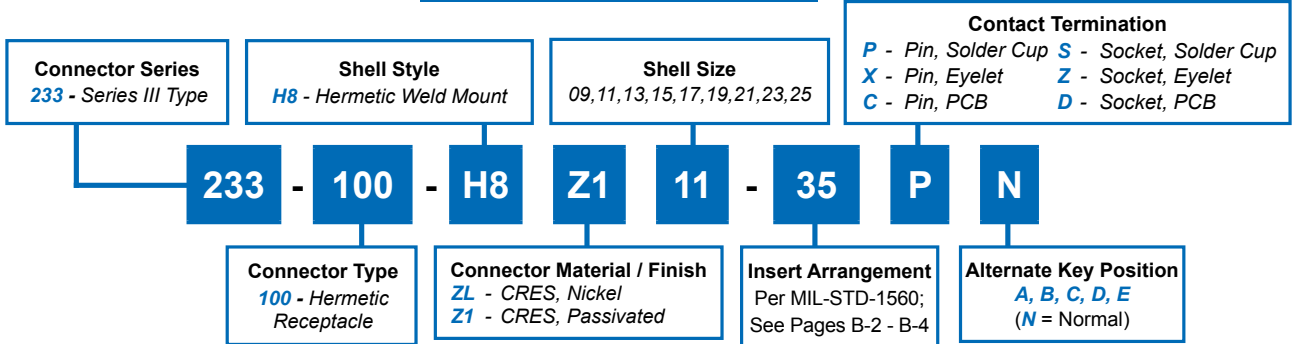 Contact Termination
P - Pin, Solder Cup S - Socket, Solder Cup
X - Pin, Eyelet Z - Socket, Eyelet
C - Pin, PCB D - Socket, PCB
Connector Series
233 - Series III Type
Shell Style
H8 - Hermetic Weld Mount
Shell Size
09,11,13,15,17,19,21,23,25
233 - 100 - H8 Z1 11 - 35 P N
Connector Type
100 - Hermetic
Receptacle
Connector Material / Finish
ZL - CRES, Nickel
Z1 - CRES, Passivated
Insert Arrangement
Per MIL-STD-1560;
See Pages B-2 - B-4
Alternate Key Position
A, B, C, D, E
(N = Normal)